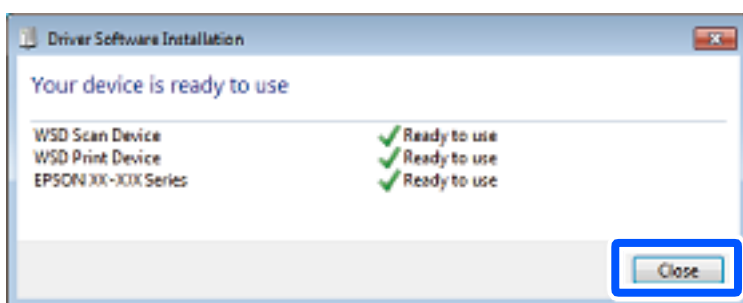 Driver Software Installation
Your device is ready to use
WSD Scan Device Ready to use
WSD Print Device Ready to use
EPSON XX-XXX Series Ready to use
Close